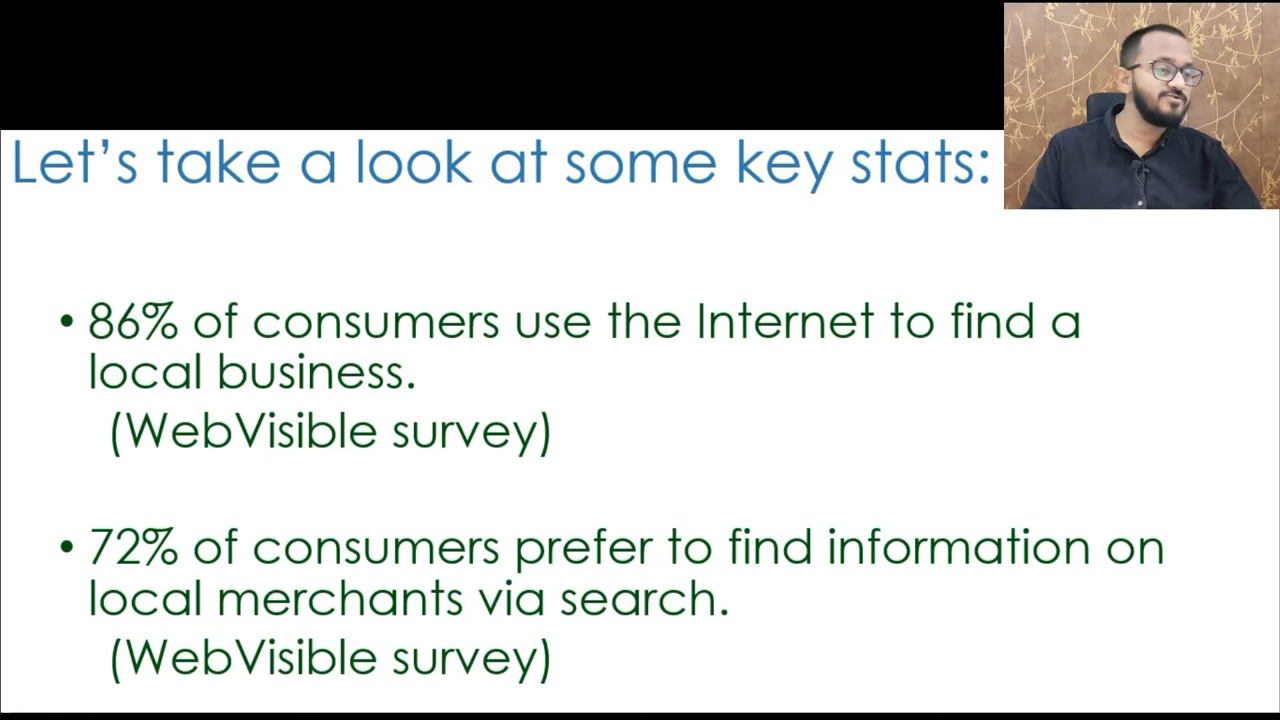 Let’s take a look at some key stats:
• 86% of consumers use the Internet to find a
local business.
(WebVisible survey)
• 72% of consumers prefer to find information on
local merchants via search.
(WebVisible survey)